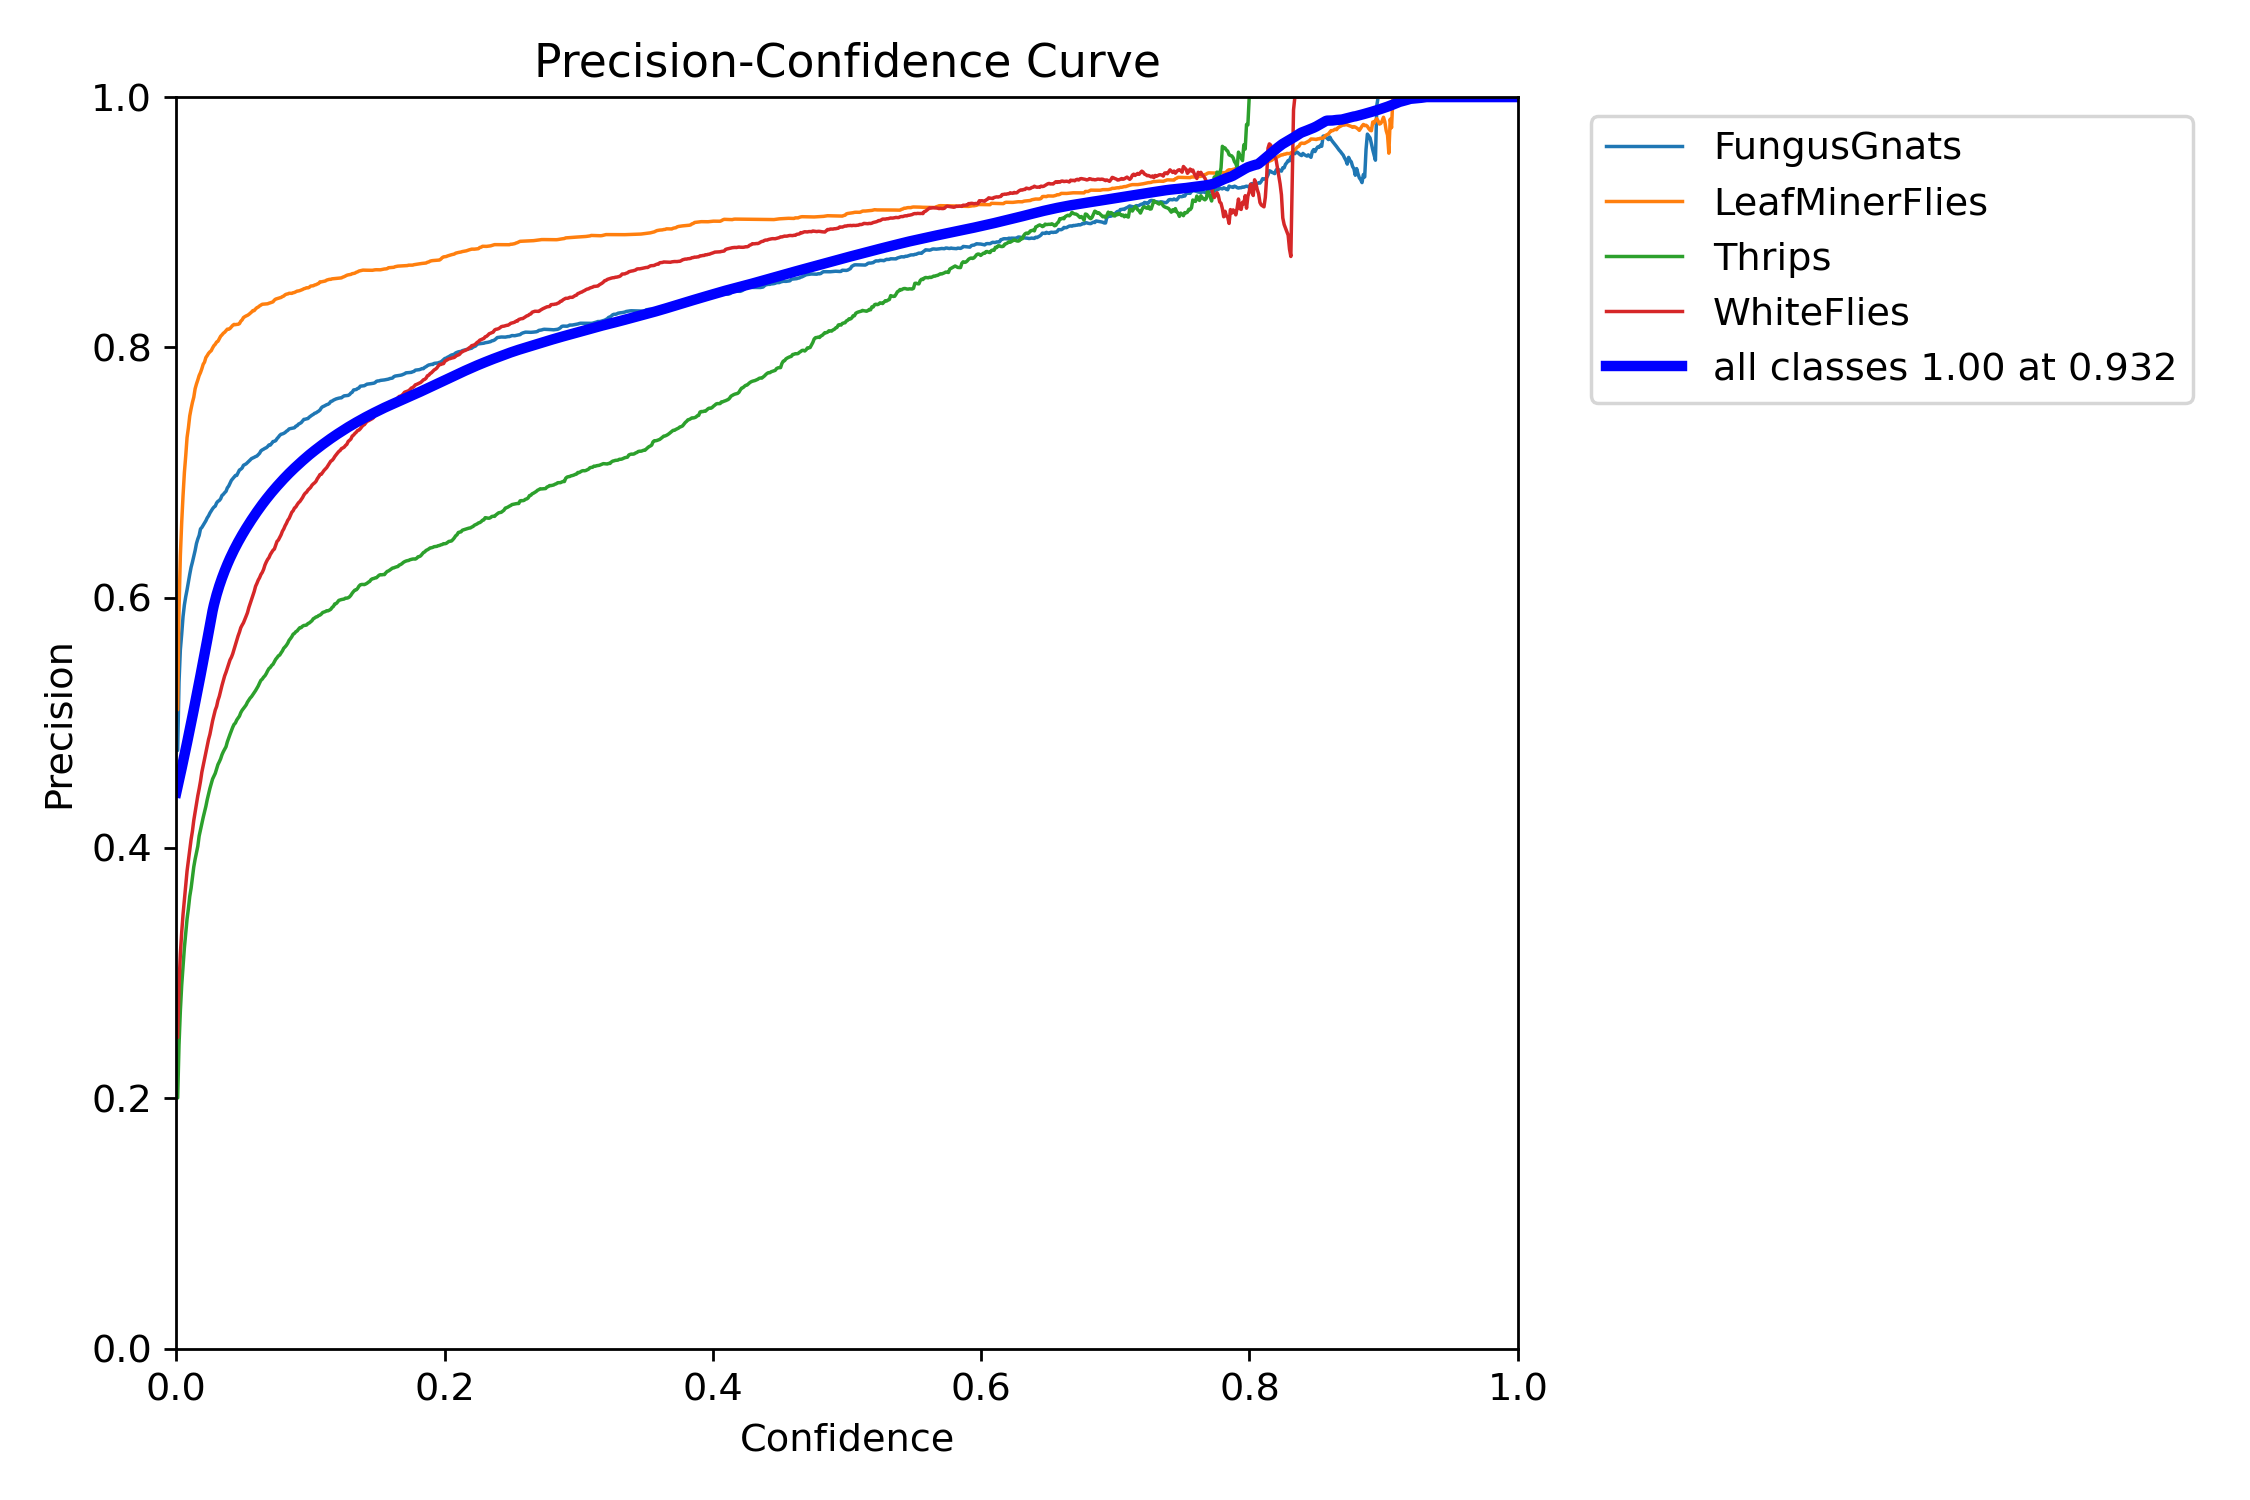 Precision-Confidence Curve
1.0
0.8
0.6
0.4
0.2
0.0
Precision
0.0 0.2 0.4 0.6 0.8 1.0
Confidence
FungusGnats
LeafMinerFlies
Thrips
WhiteFlies
all classes 1.00 at 0.932